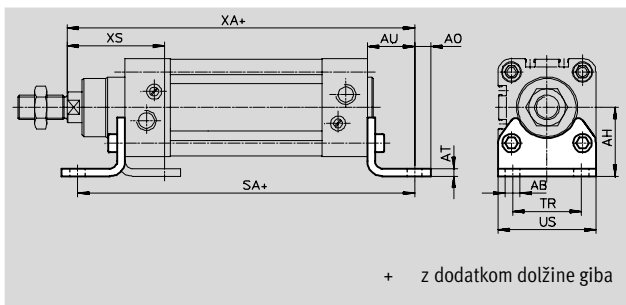 XA+
XS
AU
AO
AT
SA+
AH
AB
TR
US
+ z dodatkom dolžine giba